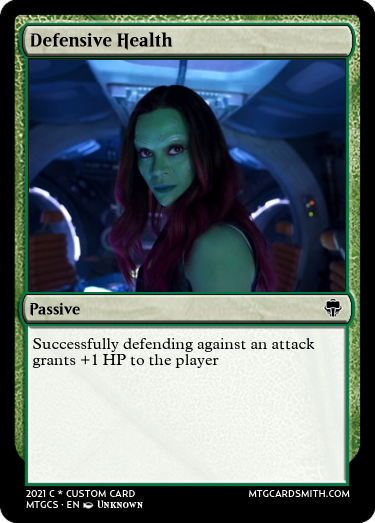 Defensive Health
Passive
Successfully defending against an attack
grants +1 HP to the player
2021 C * CUSTOM CARD
MTGCS · EN Unknown
MTGCARDSMITH.COM